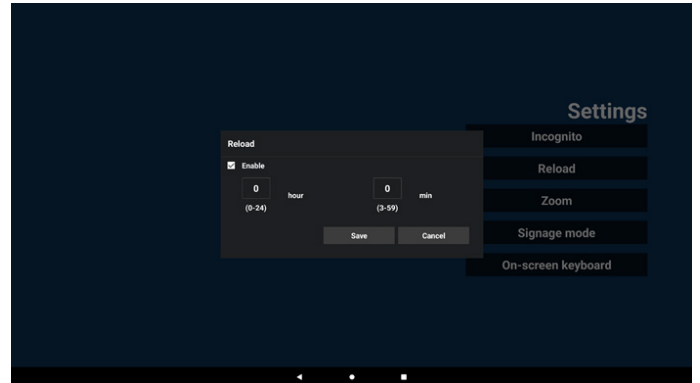 Settings
Incognito
Reload
Zoom
Signage mode
On-screen keyboard
Reload
Enable
0 hour 0 min
(0-24) (3-59)
Save Cancel